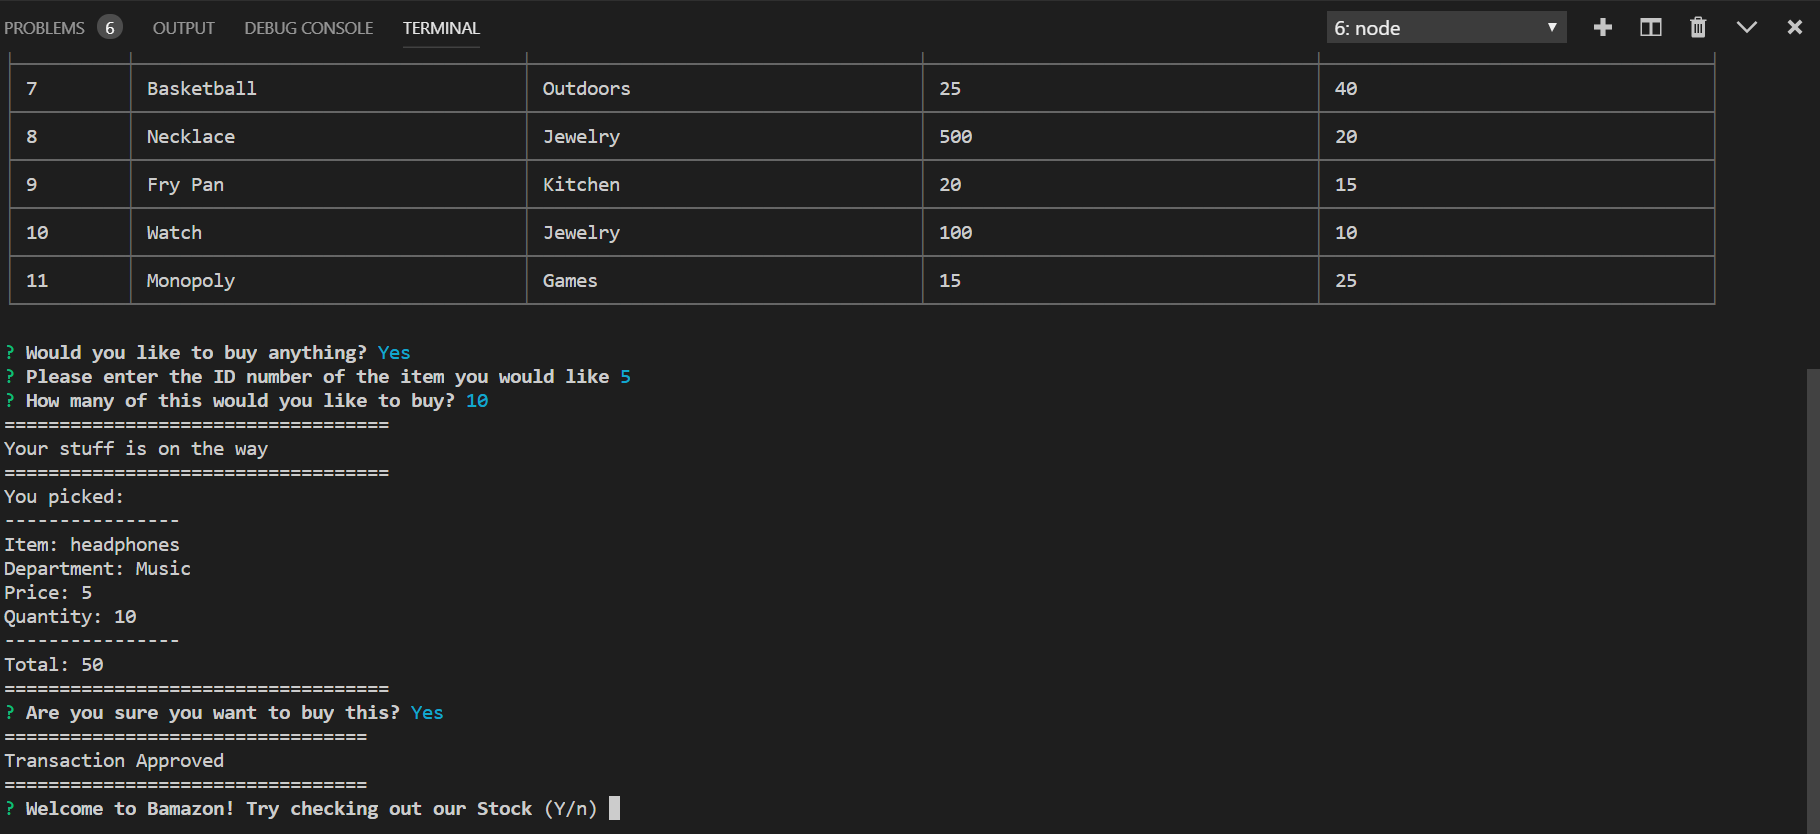 PROBLEMS 6 OUTPUT DEBUG CONSOLE TERMINAL 6: node
7 Basketball Outdoors 25 40
8 Necklace Jewelry 500 20
9 Fry Pan Kitchen 20 15
10 Watch Jewelry 100 10
11 Monopoly Games 15 25
? Would you like to buy anything? Yes
? Please enter the ID number of the item you would like 5
? How many of this would you like to buy? 10
===================================
Your stuff is on the way
===================================
You picked:
----------------
Item: headphones
Department: Music
Price: 5
Quantity: 10
----------------
Total: 50
===================================
? Are you sure you want to buy this? Yes
=================================
Transaction Approved
=================================
? Welcome to Bamazon! Try checking out our Stock (Y/n)